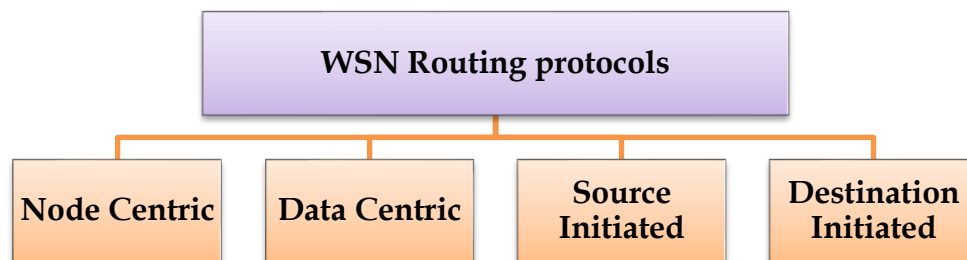 WSN Routing protocols
Node Centric
Data Centric
Source
Initiated
Destination
Initiated